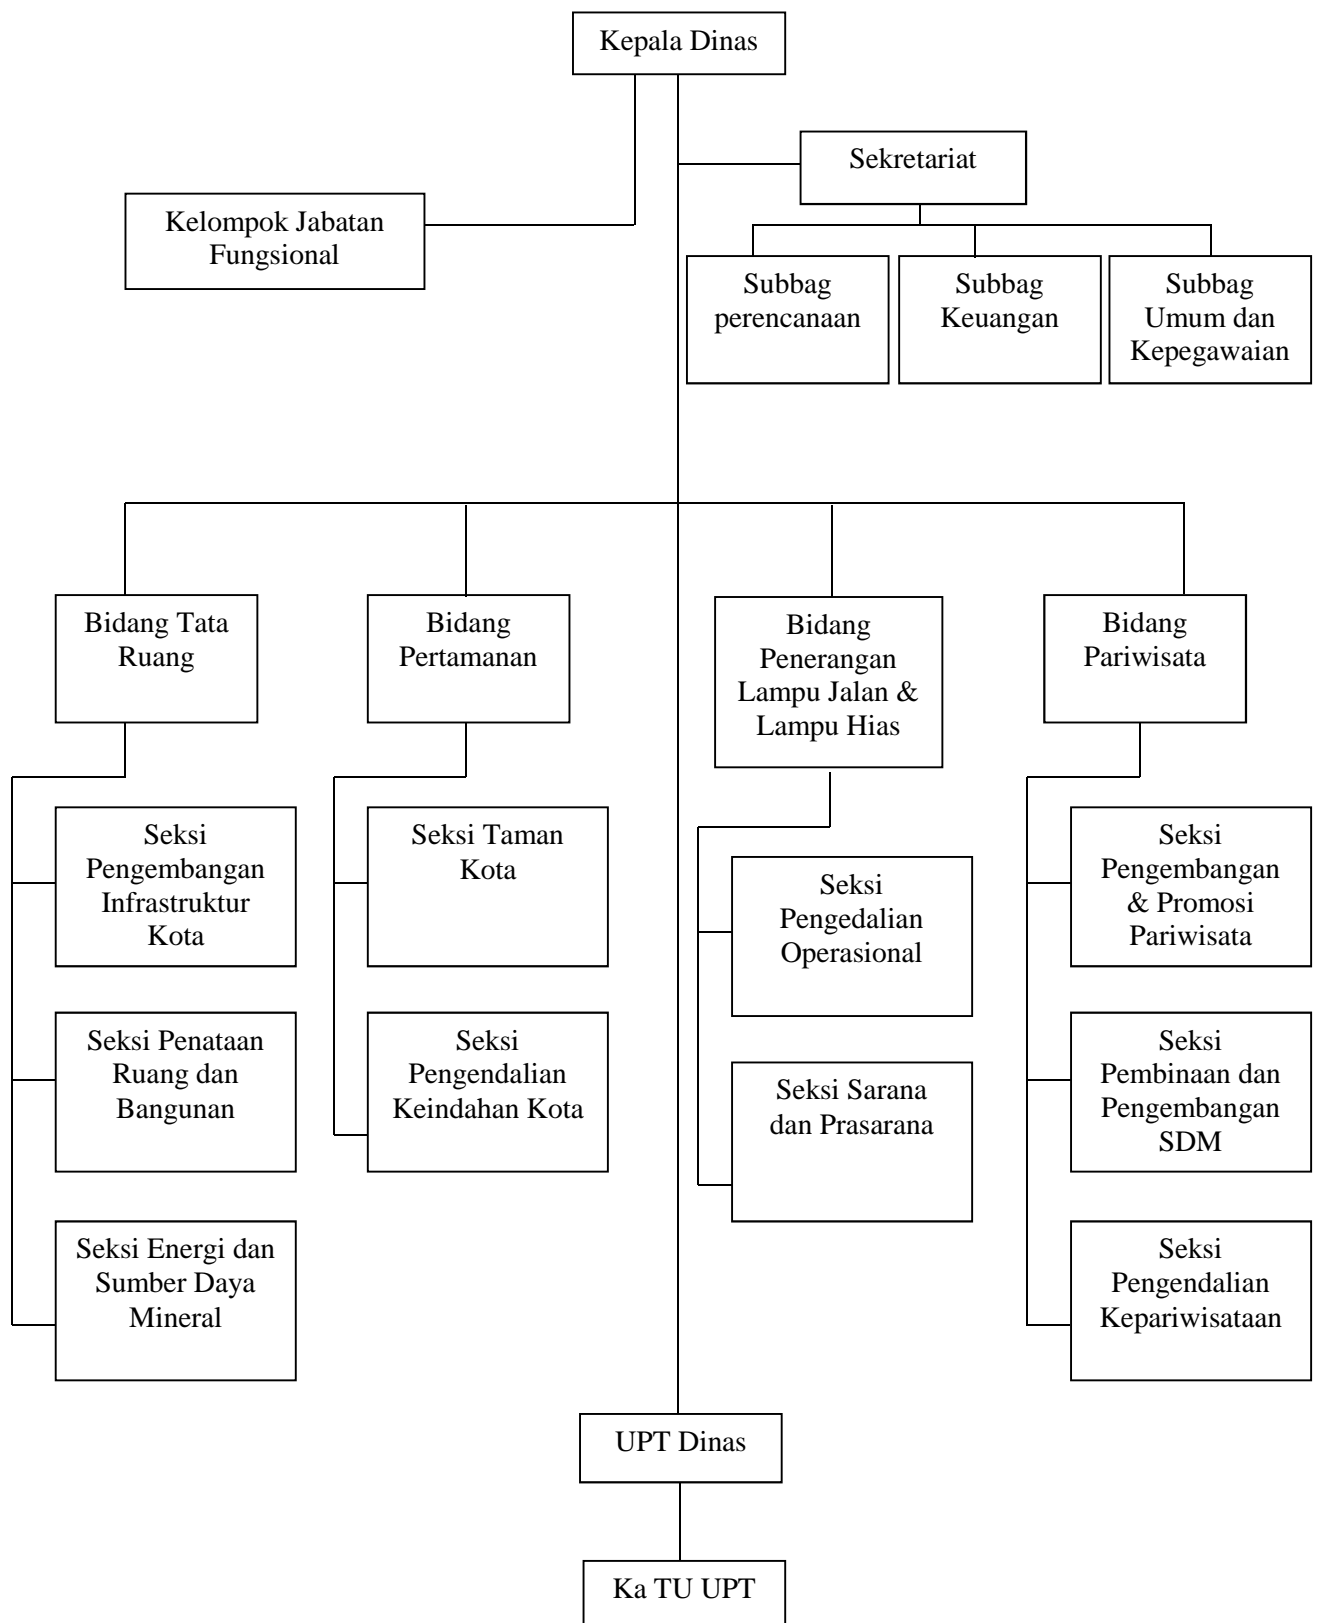 Kepala Dinas
Sekretariat
Kelompok Jabatan
Fungsional
Subbag
perencanaan
Subbag
Keuangan
Subbag
Umum dan
Kepegawaian
Bidang Tata
Ruang
Bidang
Pertamanan
Bidang
Penerangan
Lampu Jalan &
Lampu Hias
Bidang
Pariwisata
Seksi
Pengembangan
Infrastruktur
Kota
Seksi Taman
Kota
Seksi
Pengedalian
Operasional
Seksi
Pengembangan
& Promosi
Pariwisata
Seksi Penataan
Ruang dan
Bangunan
Seksi
Pengendalian
Keindahan Kota
Seksi Sarana
dan Prasarana
Seksi
Pembinaan dan
Pengembangan
SDM
Seksi Energi dan
Sumber Daya
Mineral
Seksi
Pengendalian
Kepariwisataan
UPT Dinas
Ka TU UPT